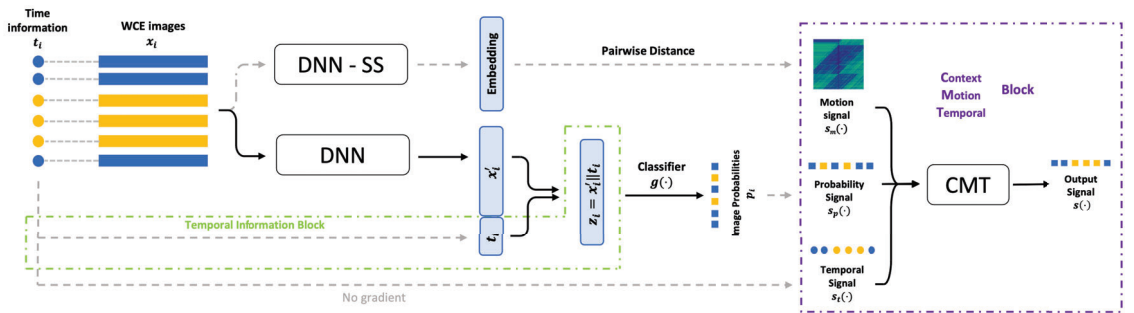 Time
information
t_i
WCE images
x_i
DNN - SS
Embedding
Pairwise Distance
DNN
x'_i
t_i
z_i = x'_i||t_i
Temporal Information Block
Classifier
g(·)
Image Probabilities
p_i
No gradient
Motion
signal
s_m(·)
Probability
Signal
s_p(·)
Temporal
Signal
s_t(·)
Context
Motion
Temporal
Block
CMT
Output
Signal
s(·)